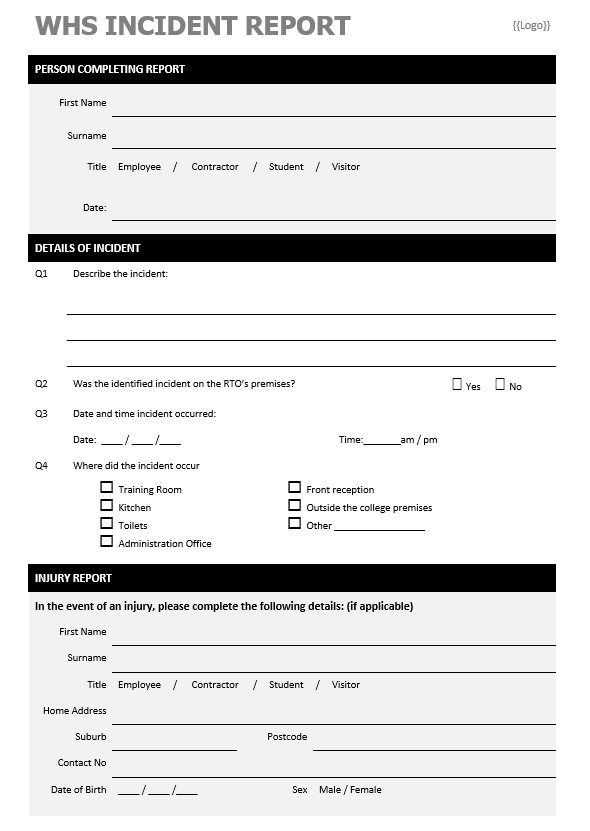 WHS INCIDENT REPORT {{Logo}}
PERSON COMPLETING REPORT
First Name
Surname
Title Employee / Contractor / Student / Visitor
Date:
DETAILS OF INCIDENT
Q1 Describe the incident:
Q2 Was the identified incident on the RTO's premises? ☐ Yes ☐ No
Q3 Date and time incident occurred:
Date: ____ / ____ /____ Time:_______am / pm
Q4 Where did the incident occur
☐ Training Room ☐ Front reception
☐ Kitchen ☐ Outside the college premises
☐ Toilets ☐ Other _________________
☐ Administration Office
INJURY REPORT
In the event of an injury, please complete the following details: (if applicable)
First Name
Surname
Title Employee / Contractor / Student / Visitor
Home Address
Suburb Postcode
Contact No
Date of Birth ____ / ____ /____ Sex Male / Female